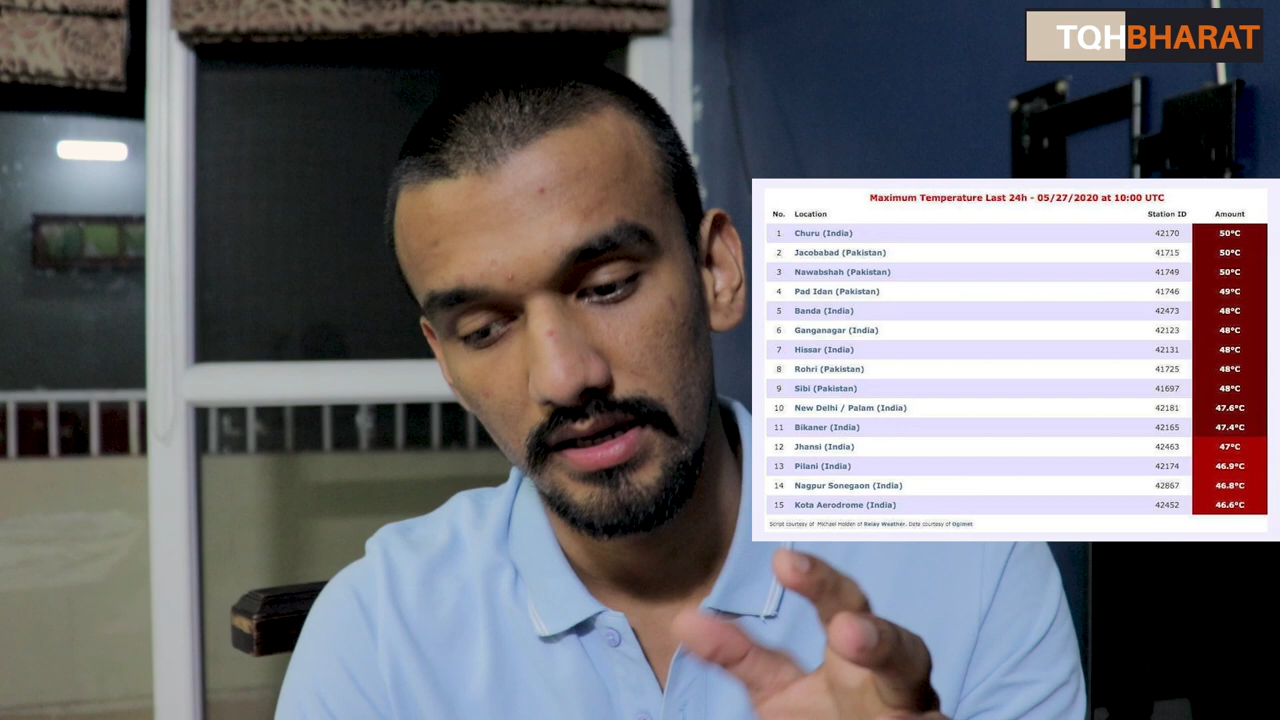 TQHBHARAT
Maximum Temperature Last 24h - 05/27/2020 at 10:00 UTC
No. Location Station ID Amount
1 Churu (India) 42170 50°C
2 Jacobabad (Pakistan) 41715 50°C
3 Nawabshah (Pakistan) 41749 50°C
4 Pad Idan (Pakistan) 41746 49°C
5 Banda (India) 42473 48°C
6 Ganganagar (India) 42123 48°C
7 Hissar (India) 42131 48°C
8 Rohri (Pakistan) 41725 48°C
9 Sibi (Pakistan) 41697 48°C
10 New Delhi / Palam (India) 42181 47.6°C
11 Bikaner (India) 42165 47.4°C
12 Jhansi (India) 42463 47°C
13 Pilani (India) 42174 46.9°C
14 Nagpur Sonegaon (India) 42867 46.8°C
15 Kota Aerodrome (India) 42452 46.6°C
Script courtesy of Michael Holden of Relay Weather. Data courtesy of Ogimet